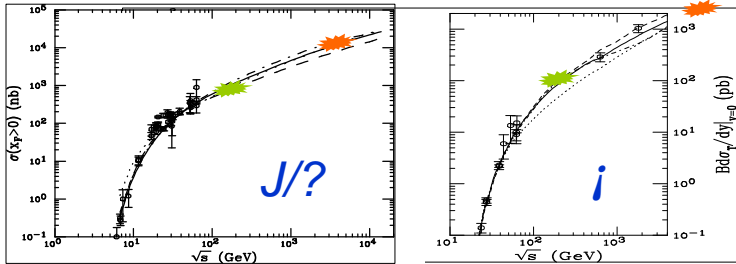 10⁵
10⁴
10³
10²
10¹
10⁰
10⁻¹
σ(x_F>0) (nb)
J/?
10⁰ 10¹ 10² 10³ 10⁴
√s (GeV)
10³
10²
10¹
10⁰
10⁻¹
Bdσ_Υ/dy|_y=0 (pb)
¡
10¹ 10² 10³
√s (GeV)